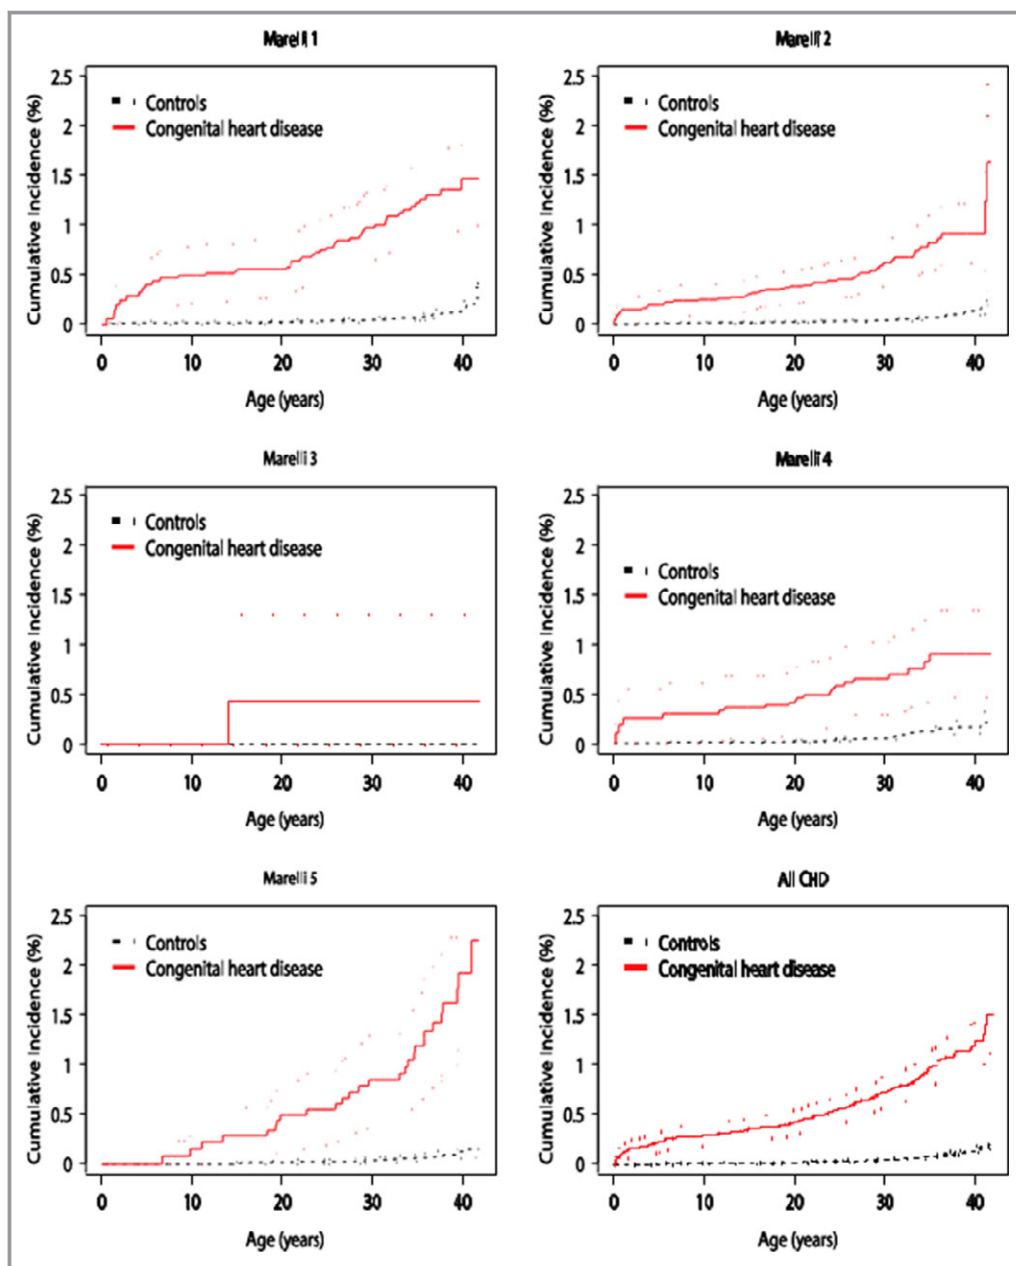 Marelli 1
Cumulative Incidence (%)
2.5
2
1.5
1
0.5
0
Controls
Congenital heart disease
0 10 20 30 40
Age (years)
Marelli 2
Cumulative Incidence (%)
2.5
2
1.5
1
0.5
0
Controls
Congenital heart disease
0 10 20 30 40
Age (years)
Marelli 3
Cumulative Incidence (%)
2.5
2
1.5
1
0.5
0
Controls
Congenital heart disease
0 10 20 30 40
Age (years)
Marelli 4
Cumulative Incidence (%)
2.5
2
1.5
1
0.5
0
Controls
Congenital heart disease
0 10 20 30 40
Age (years)
Marelli 5
Cumulative Incidence (%)
2.5
2
1.5
1
0.5
0
Controls
Congenital heart disease
0 10 20 30 40
Age (years)
All CHD
Cumulative Incidence (%)
2.5
2
1.5
1
0.5
0
Controls
Congenital heart disease
0 10 20 30 40
Age (years)